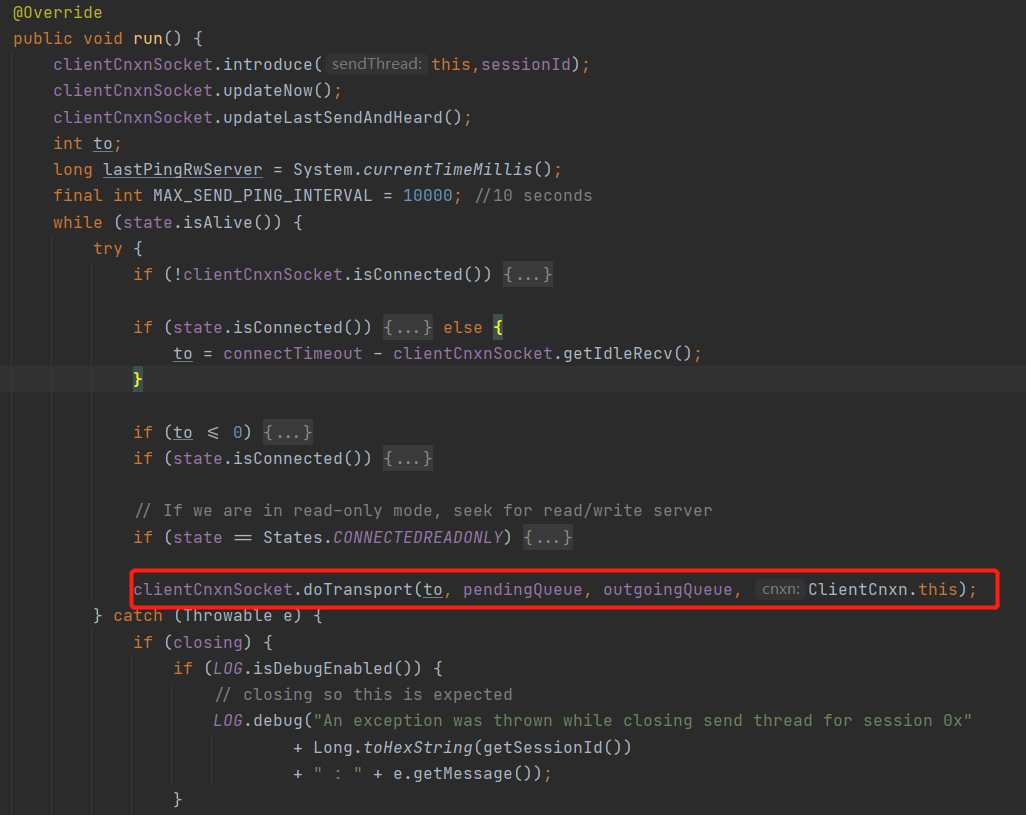 @Override
public void run() {
clientCnxnSocket.introduce( sendThread: this,sessionId);
clientCnxnSocket.updateNow();
clientCnxnSocket.updateLastSendAndHeard();
int to;
long lastPingRwServer = System.currentTimeMillis();
final int MAX_SEND_PING_INTERVAL = 10000; //10 seconds
while (state.isAlive()) {
try {
if (!clientCnxnSocket.isConnected()) {...}
if (state.isConnected()) {...} else {
to = connectTimeout - clientCnxnSocket.getIdleRecv();
}
if (to ⩽ 0) {...}
if (state.isConnected()) {...}
// If we are in read-only mode, seek for read/write server
if (state == States.CONNECTEDREADONLY) {...}
clientCnxnSocket.doTransport(to, pendingQueue, outgoingQueue, cnxn: ClientCnxn.this);
} catch (Throwable e) {
if (closing) {
if (LOG.isDebugEnabled()) {
// closing so this is expected
LOG.debug("An exception was thrown while closing send thread for session 0x"
+ Long.toHexString(getSessionId())
+ " : " + e.getMessage());
}